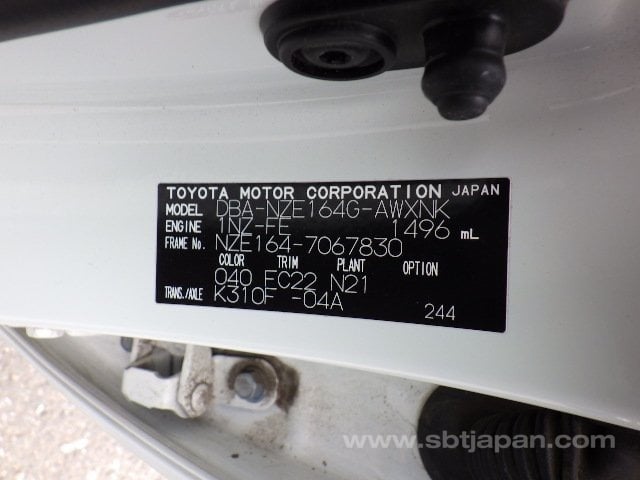 TOYOTA MOTOR CORPORATION JAPAN
MODEL DBA-NZE164G-AWXNK
ENGINE 1NZ-FE 1496 mL
FRAME No. NZE164-7067830
COLOR TRIM PLANT OPTION
040 FC22 N21
TRANS./AXLE K310F -04A
244
www.sbtjapan.com